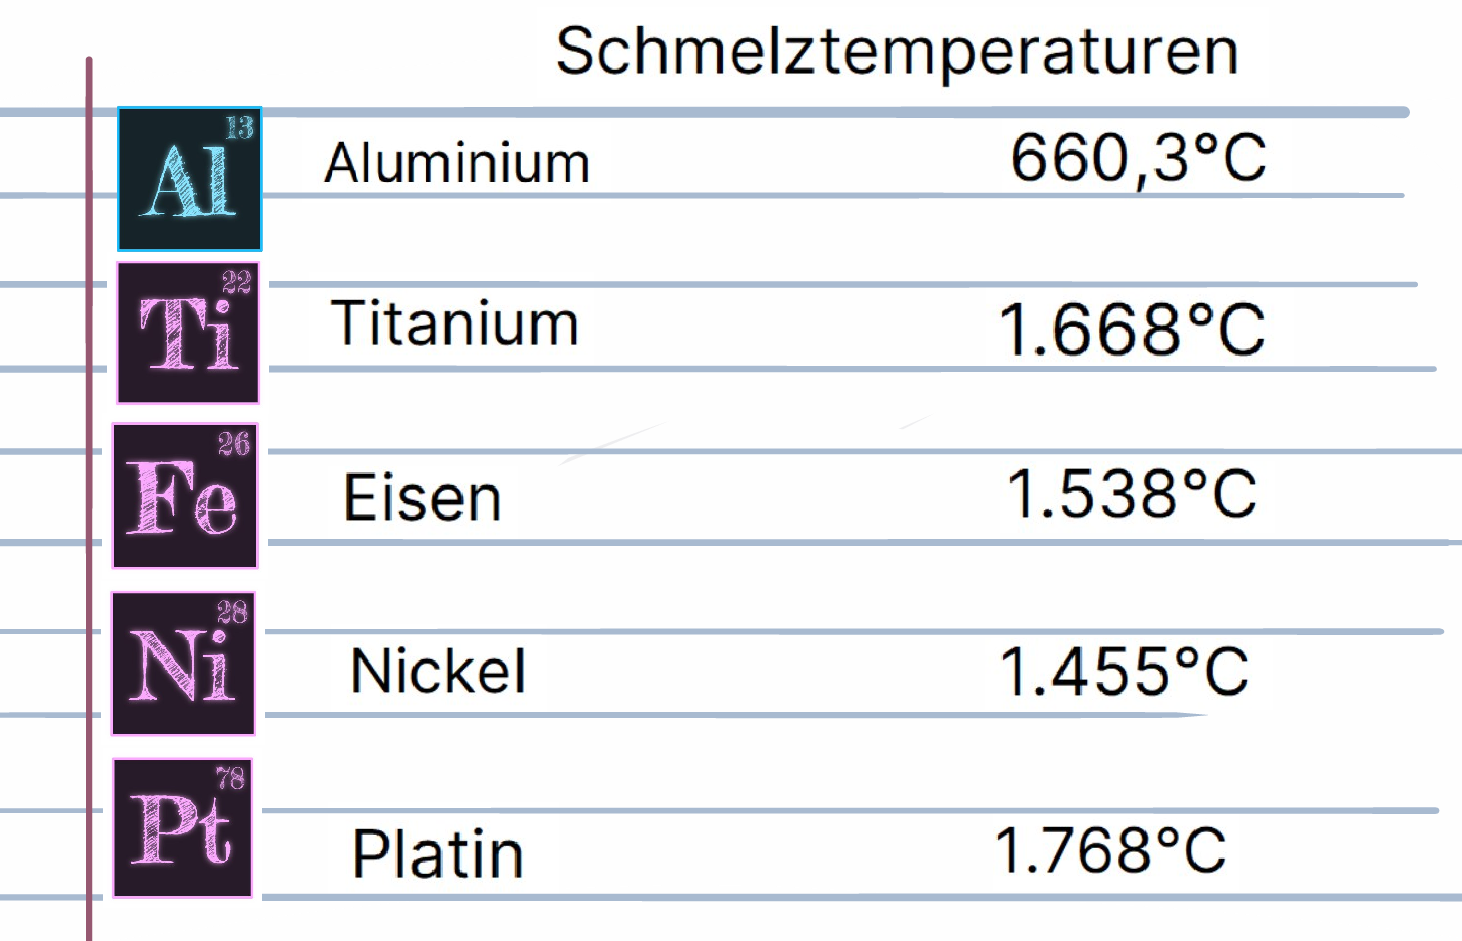 Schmelztemperaturen
13
Al
Aluminium 660,3°C
22
Ti
Titanium 1.668°C
26
Fe
Eisen 1.538°C
28
Ni
Nickel 1.455°C
78
Pt
Platin 1.768°C